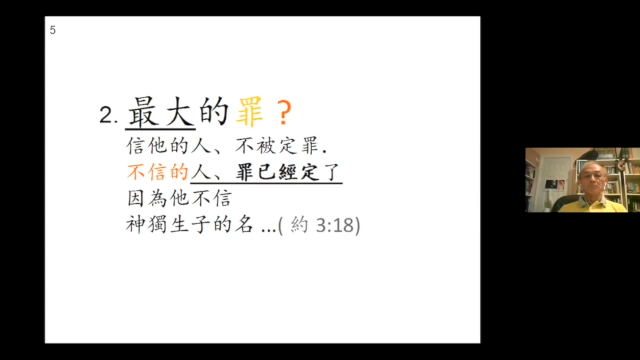 5
2. 最大的罪？
信他的人、不被定罪.
不信的人、罪已經定了
因為他不信
神獨生子的名 ...( 約 3:18)